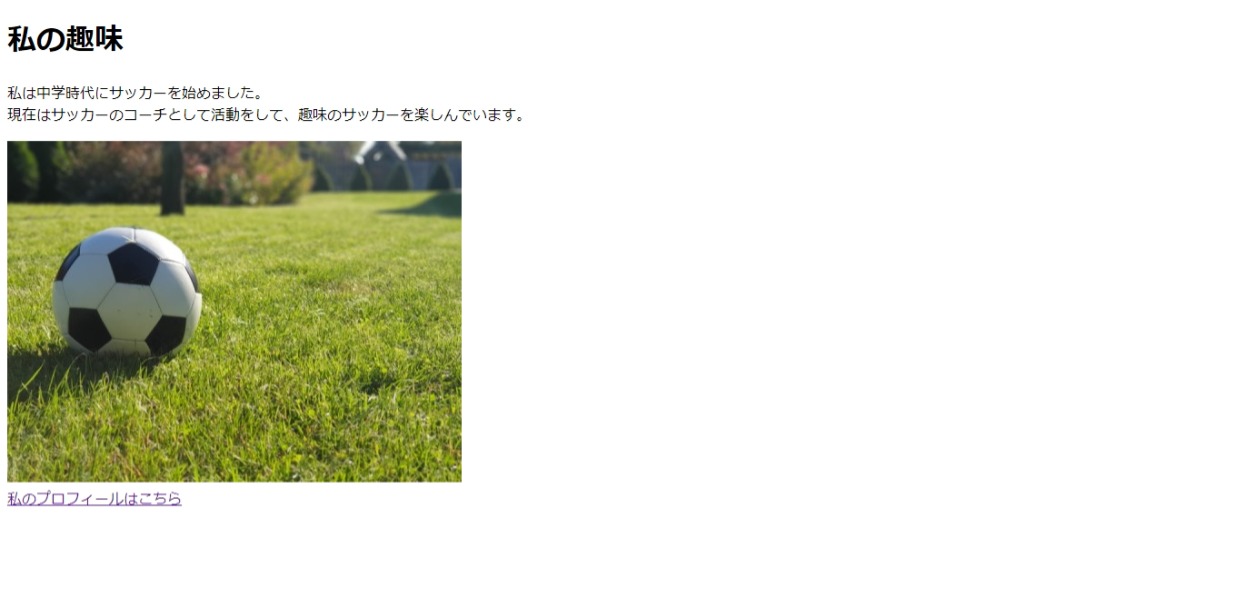 私の趣味
私は中学時代にサッカーを始めました。
現在はサッカーのコーチとして活動をして、趣味のサッカーを楽しんでいます。
私のプロフィールはこちら